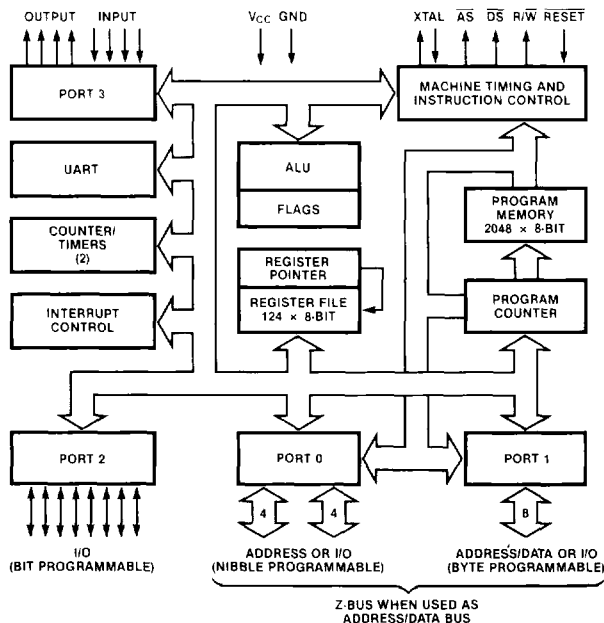 OUTPUT INPUT VCC GND XTAL AS DS R/W RESET
PORT 3
MACHINE TIMING AND
INSTRUCTION CONTROL
UART
ALU
FLAGS
COUNTER/
TIMERS
(2)
PROGRAM
MEMORY
2048 × 8-BIT
REGISTER
POINTER
REGISTER FILE
124 × 8-BIT
INTERRUPT
CONTROL
PROGRAM
COUNTER
PORT 2
PORT 0
PORT 1
4
4
8
I/O
(BIT PROGRAMMABLE)
ADDRESS OR I/O
(NIBBLE PROGRAMMABLE)
ADDRESS/DATA OR I/O
(BYTE PROGRAMMABLE)
Z-BUS WHEN USED AS
ADDRESS/DATA BUS